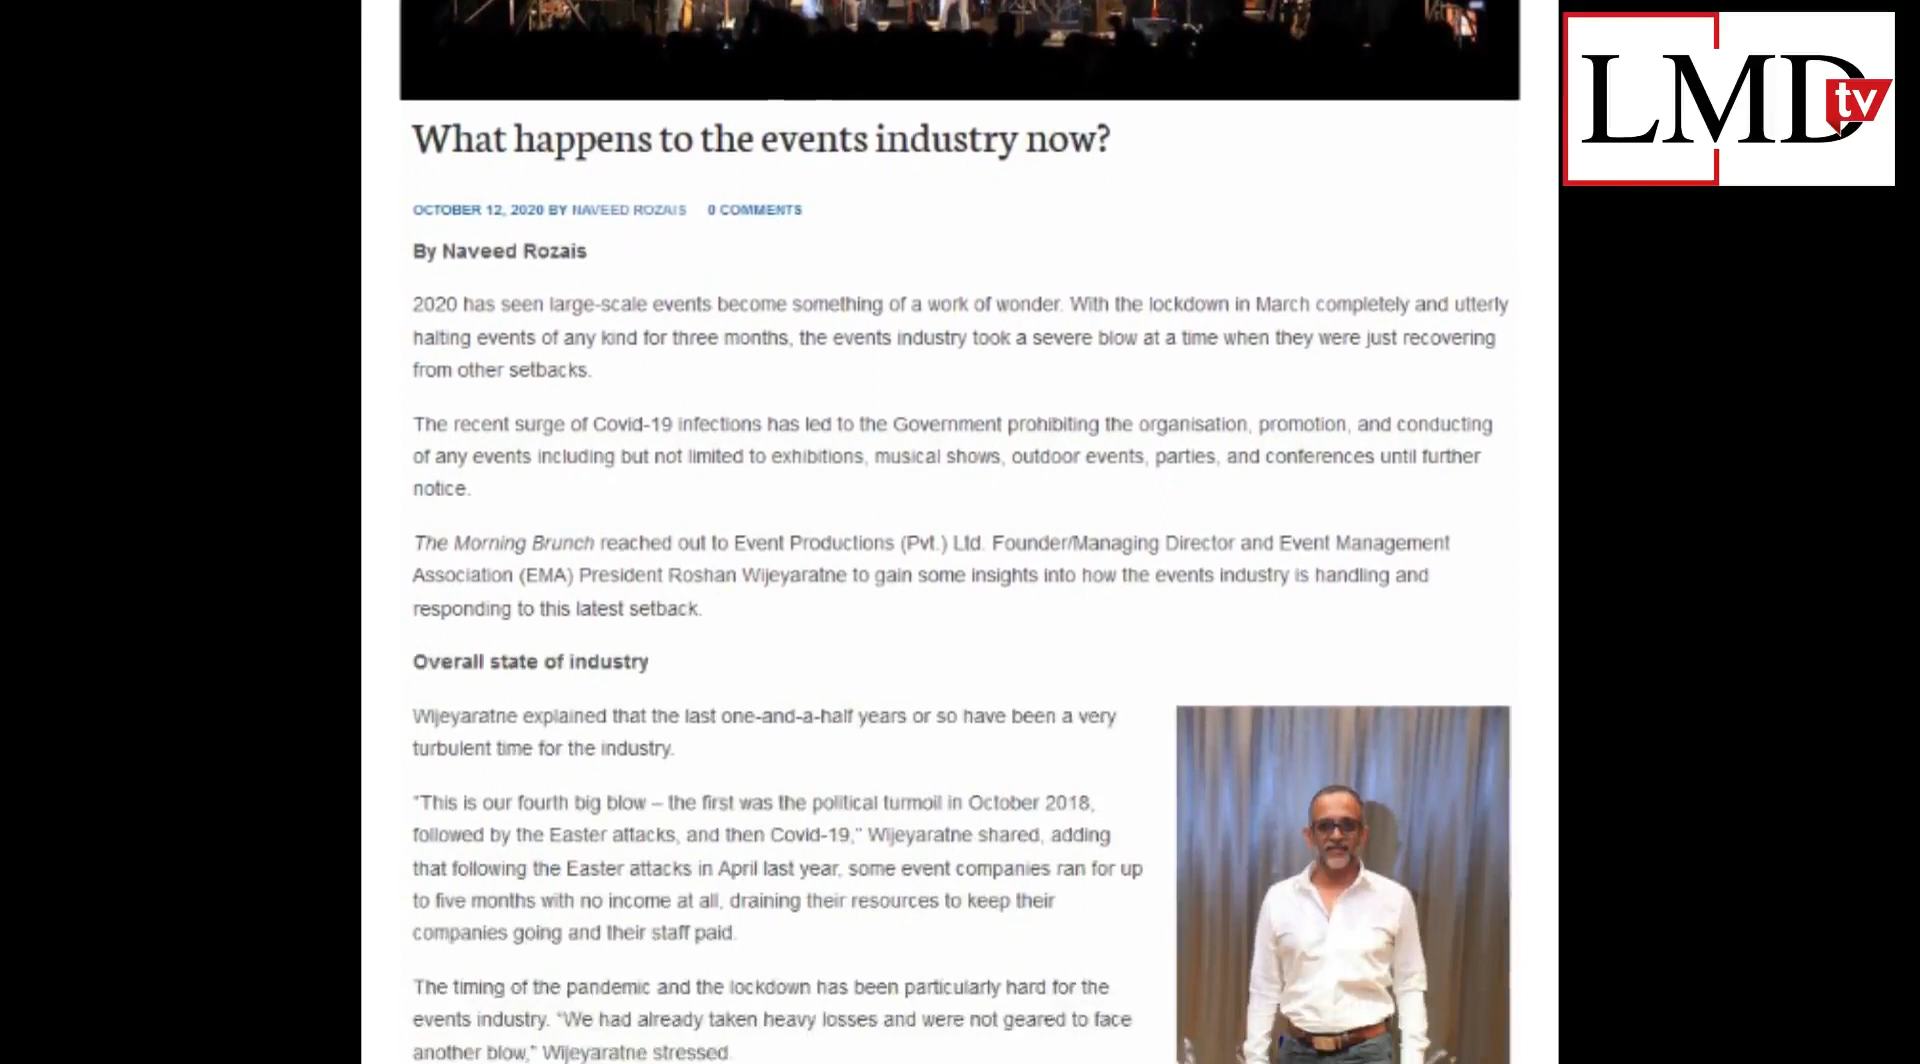 LMD
tv
What happens to the events industry now?
OCTOBER 12, 2020 BY NAVEED ROZAIS 0 COMMENTS
By Naveed Rozais
2020 has seen large-scale events become something of a work of wonder. With the lockdown in March completely and utterly
halting events of any kind for three months, the events industry took a severe blow at a time when they were just recovering
from other setbacks.
The recent surge of Covid-19 infections has led to the Government prohibiting the organisation, promotion, and conducting
of any events including but not limited to exhibitions, musical shows, outdoor events, parties, and conferences until further
notice.
The Morning Brunch reached out to Event Productions (Pvt.) Ltd. Founder/Managing Director and Event Management
Association (EMA) President Roshan Wijeyaratne to gain some insights into how the events industry is handling and
responding to this latest setback.
Overall state of industry
Wijeyaratne explained that the last one-and-a-half years or so have been a very
turbulent time for the industry.
“This is our fourth big blow – the first was the political turmoil in October 2018,
followed by the Easter attacks, and then Covid-19,” Wijeyaratne shared, adding
that following the Easter attacks in April last year, some event companies ran for up
to five months with no income at all, draining their resources to keep their
companies going and their staff paid.
The timing of the pandemic and the lockdown has been particularly hard for the
events industry. “We had already taken heavy losses and were not geared to face
another blow,” Wijeyaratne stressed.